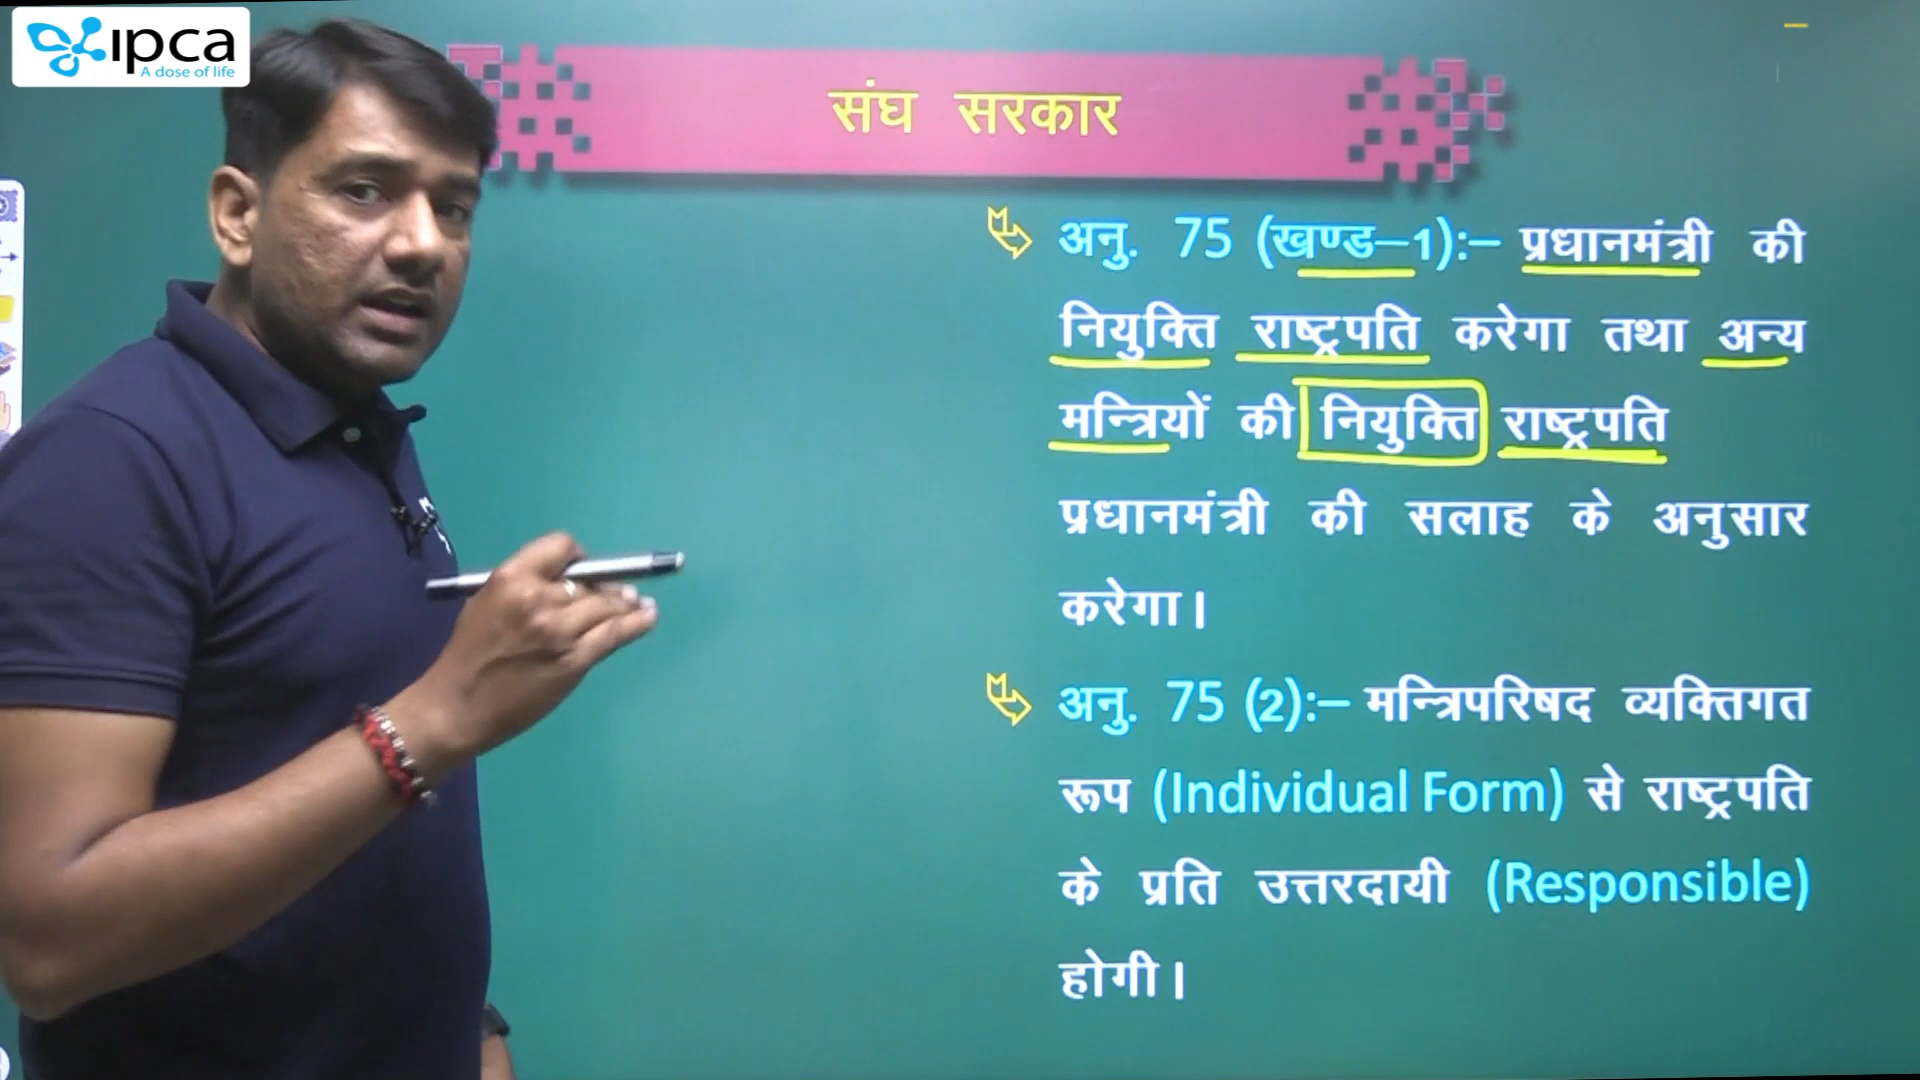 ipca
A dose of life
संघ सरकार
अनु. 75 (खण्ड–1):– प्रधानमंत्री की
नियुक्ति राष्ट्रपति करेगा तथा अन्य
मन्त्रियों की नियुक्ति राष्ट्रपति
प्रधानमंत्री की सलाह के अनुसार
करेगा।
अनु. 75 (2):– मन्त्रिपरिषद व्यक्तिगत
रूप (Individual Form) से राष्ट्रपति
के प्रति उत्तरदायी (Responsible)
होगी।